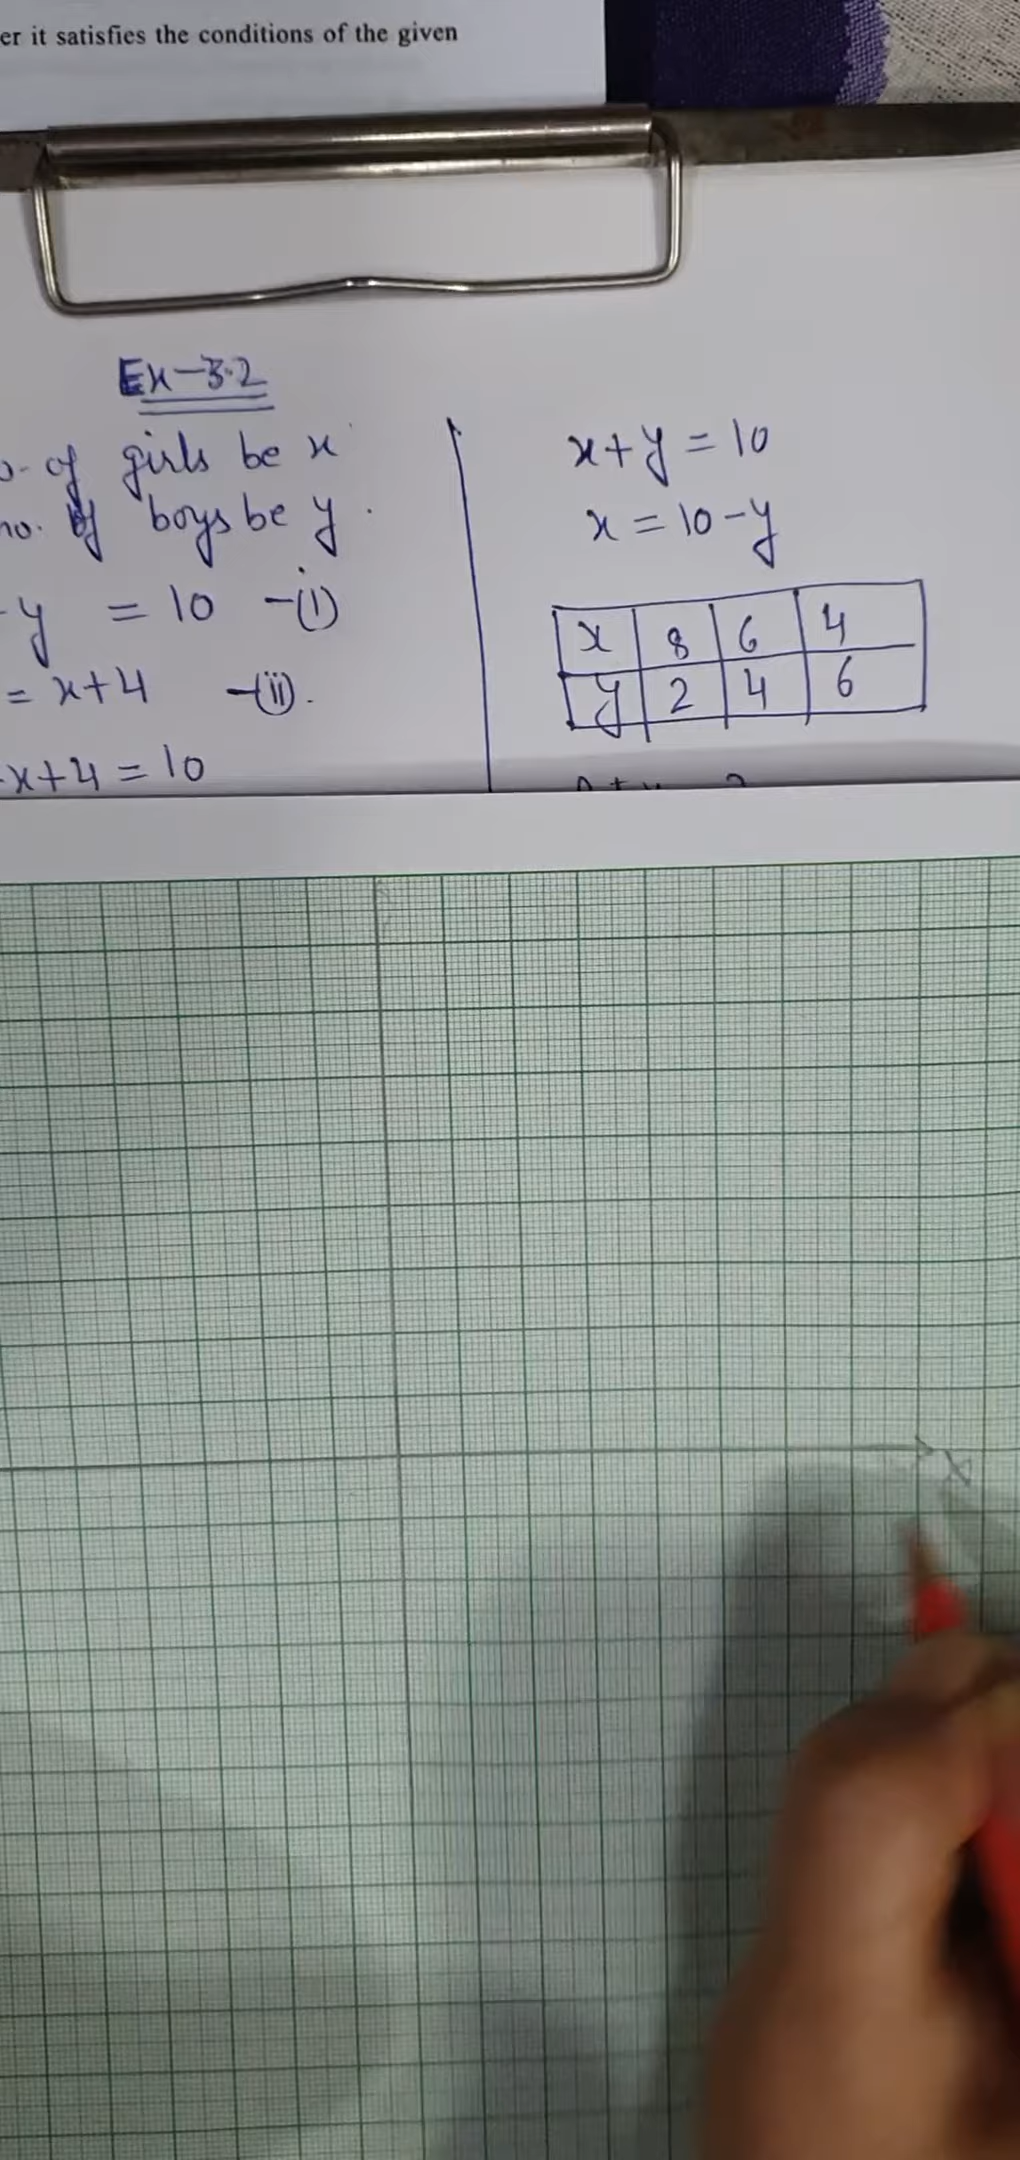 er it satisfies the conditions of the given
Ex-3.2
of girls be x
no. of boys be y.
y = 10 -(i)
= x+4 -(ii).
x+4 = 10
x+y = 10
x = 10-y
x 8 6 4
y 2 4 6
X